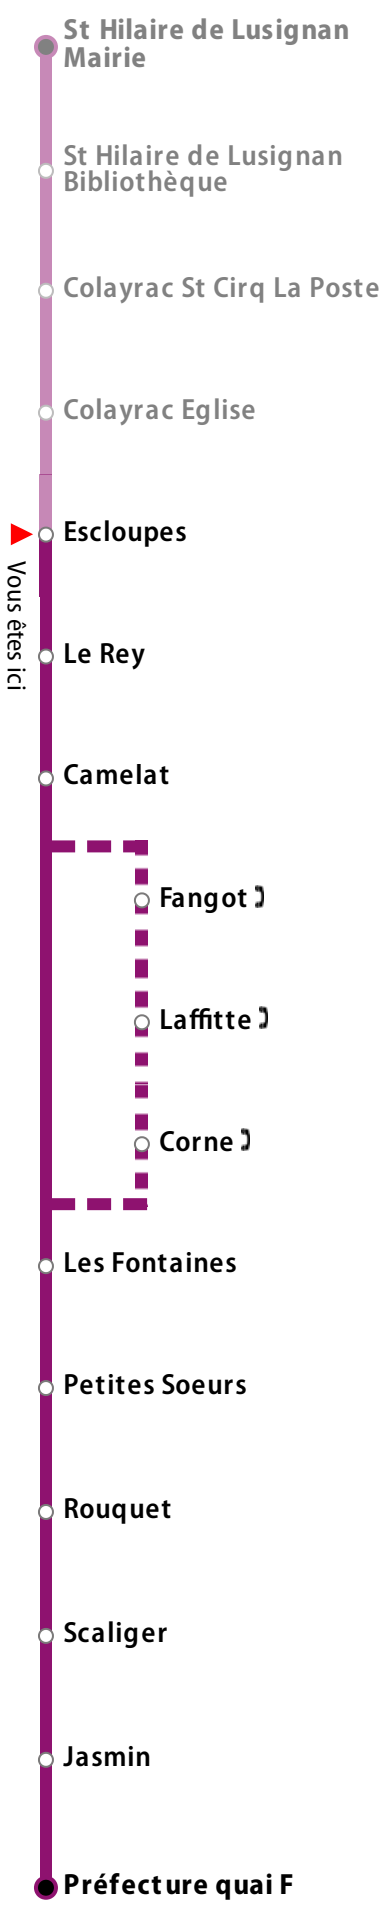 St Hilaire de Lusignan
Mairie
St Hilaire de Lusignan
Bibliothèque
Colayrac St Cirq La Poste
Colayrac Eglise
Escloupes
Vous êtes ici
Le Rey
Camelat
Fangot
Laffitte
Corne
Les Fontaines
Petites Soeurs
Rouquet
Scaliger
Jasmin
Préfecture quai F